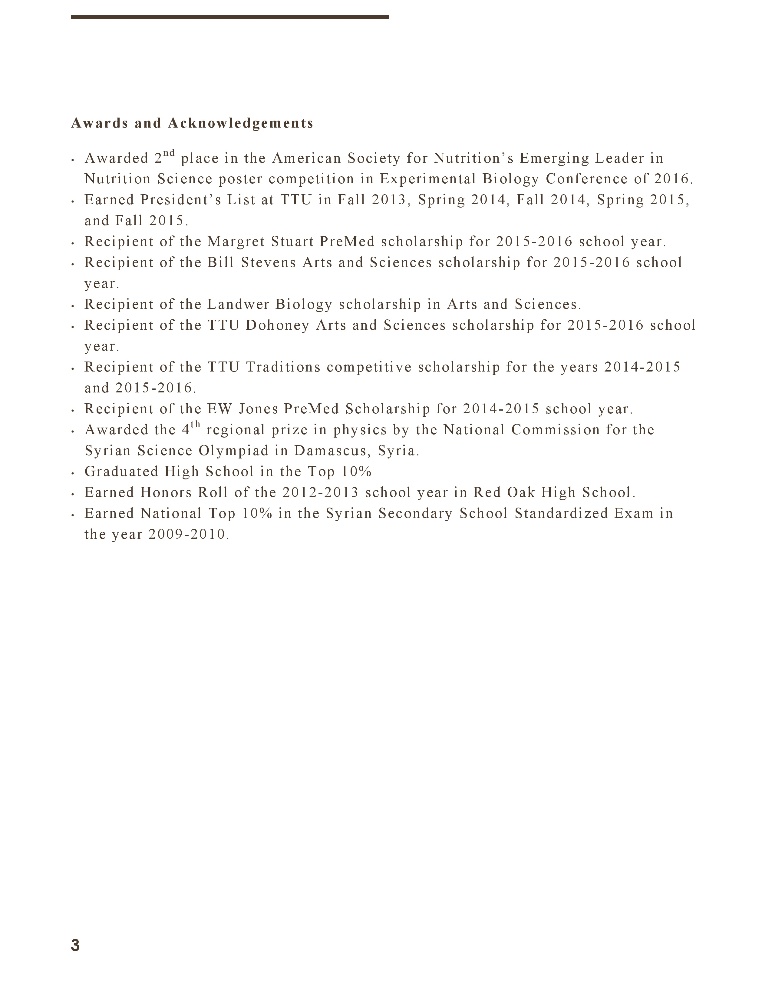 Awards and Acknowledgements
• Awarded 2nd place in the American Society for Nutrition’s Emerging Leader in
Nutrition Science poster competition in Experimental Biology Conference of 2016.
• Earned President’s List at TTU in Fall 2013, Spring 2014, Fall 2014, Spring 2015,
and Fall 2015.
• Recipient of the Margret Stuart PreMed scholarship for 2015-2016 school year.
• Recipient of the Bill Stevens Arts and Sciences scholarship for 2015-2016 school
year.
• Recipient of the Landwer Biology scholarship in Arts and Sciences.
• Recipient of the TTU Dohoney Arts and Sciences scholarship for 2015-2016 school
year.
• Recipient of the TTU Traditions competitive scholarship for the years 2014-2015
and 2015-2016.
• Recipient of the EW Jones PreMed Scholarship for 2014-2015 school year.
• Awarded the 4th regional prize in physics by the National Commission for the
Syrian Science Olympiad in Damascus, Syria.
• Graduated High School in the Top 10%
• Earned Honors Roll of the 2012-2013 school year in Red Oak High School.
• Earned National Top 10% in the Syrian Secondary School Standardized Exam in
the year 2009-2010.
3